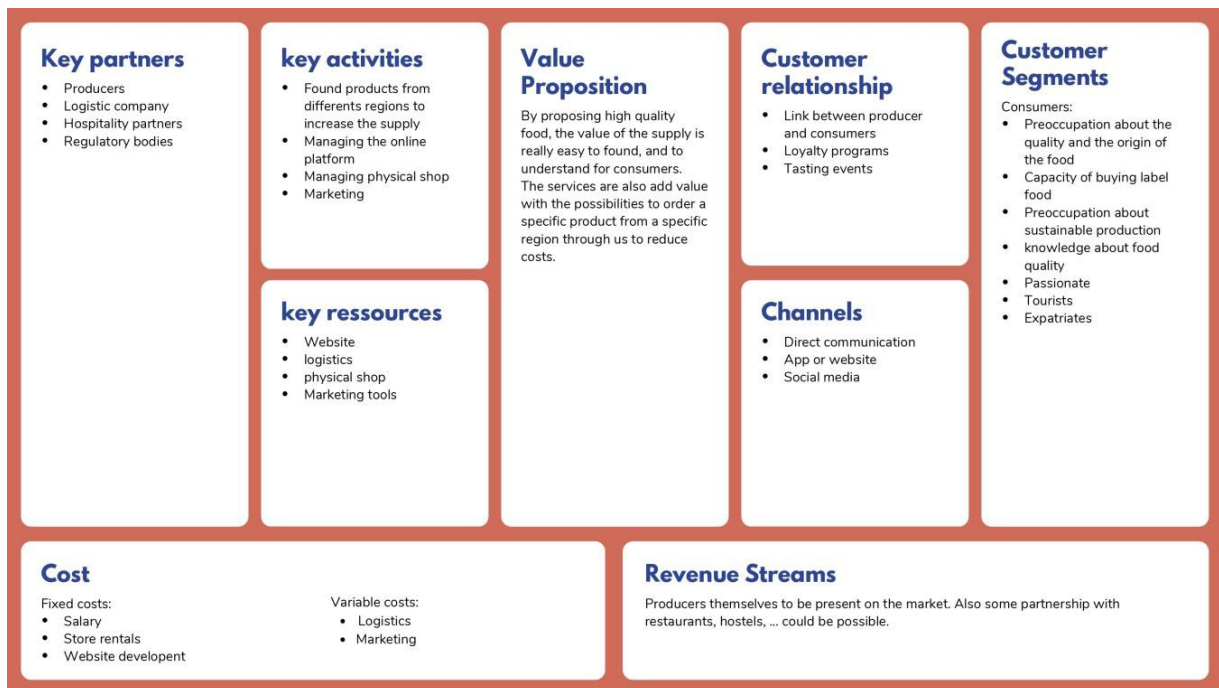 Key partners
• Producers
• Logistic company
• Hospitality partners
• Regulatory bodies
key activities
• Found products from
differents regions to
increase the supply
• Managing the online
platform
• Managing physical shop
• Marketing
key ressources
• Website
• logistics
• physical shop
• Marketing tools
Value
Proposition
By proposing high quality
food, the value of the supply is
really easy to found, and to
understand for consumers.
The services are also add value
with the possibilities to order a
specific product from a specific
region through us to reduce
costs.
Customer
relationship
• Link between producer
and consumers
• Loyalty programs
• Tasting events
Channels
• Direct communication
• App or website
• Social media
Customer
Segments
Consumers:
• Preoccupation about the
quality and the origin of
the food
• Capacity of buying label
food
• Preoccupation about
sustainable production
• knowledge about food
quality
• Passionate
• Tourists
• Expatriates
Cost
Fixed costs:
• Salary
• Store rentals
• Website developent
Variable costs:
• Logistics
• Marketing
Revenue Streams
Producers themselves to be present on the market. Also some partnership with
restaurants, hostels, ... could be possible.